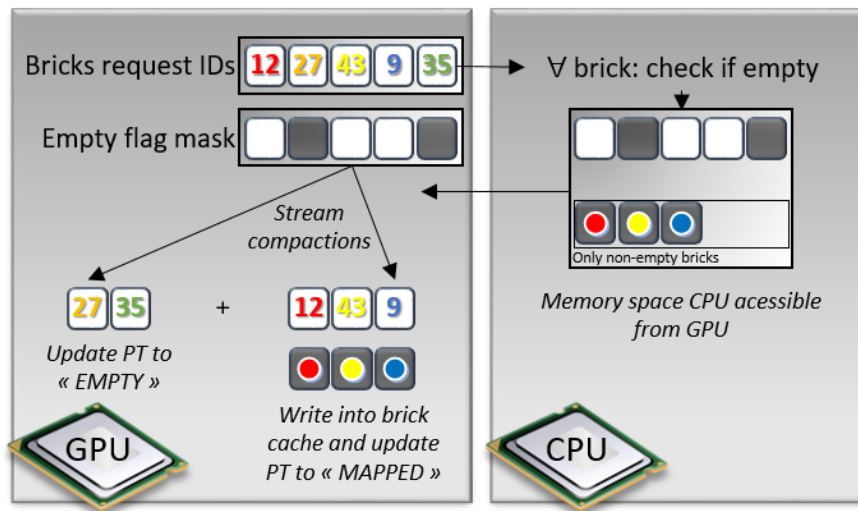 Bricks request IDs 12 27 43 9 35
∀ brick: check if empty
Empty flag mask
Stream
compactions
Only non-empty bricks
27 35 + 12 43 9
Memory space CPU acessible
from GPU
Update PT to
« EMPTY »
Write into brick
cache and update
PT to « MAPPED »
GPU
CPU